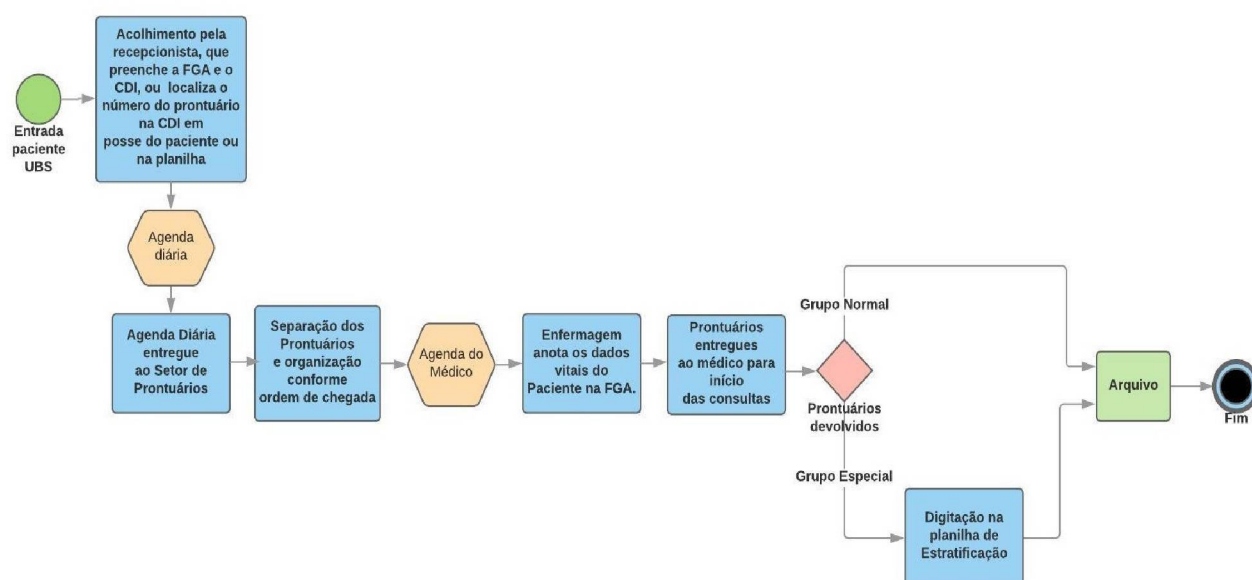 Entrada
paciente
UBS
Acolhimento pela
recepcionista, que
preenche a FGA e o
CDI, ou localiza o
número do prontuário
na CDI em
posse do paciente ou
na planilha
Agenda
diária
Agenda Diária
entregue
ao Setor de
Prontuários
Separação dos
Prontuários
e organização
conforme
ordem de chegada
Agenda do
Médico
Enfermagem
anota os dados
vitais do
Paciente na FGA.
Prontuários
entregues
ao médico para
início
das consultas
Prontuários
devolvidos
Grupo Normal
Grupo Especial
Digitação na
planilha de
Estratificação
Arquivo
Fim